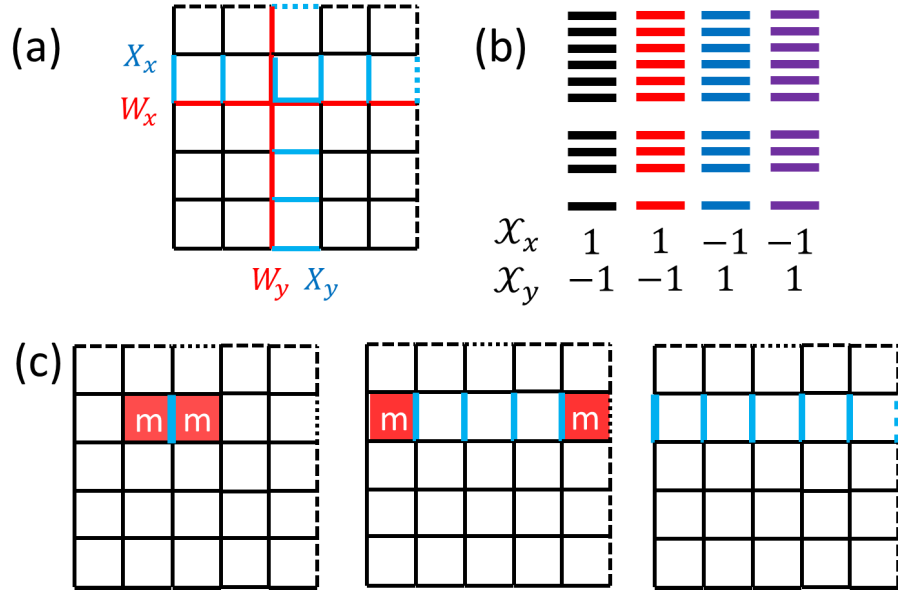 (a)
X_x
W_x
W_y X_y
(b)
𝒳_x 1 1 −1 −1
𝒳_y −1 −1 1 1
(c)
m m
m m